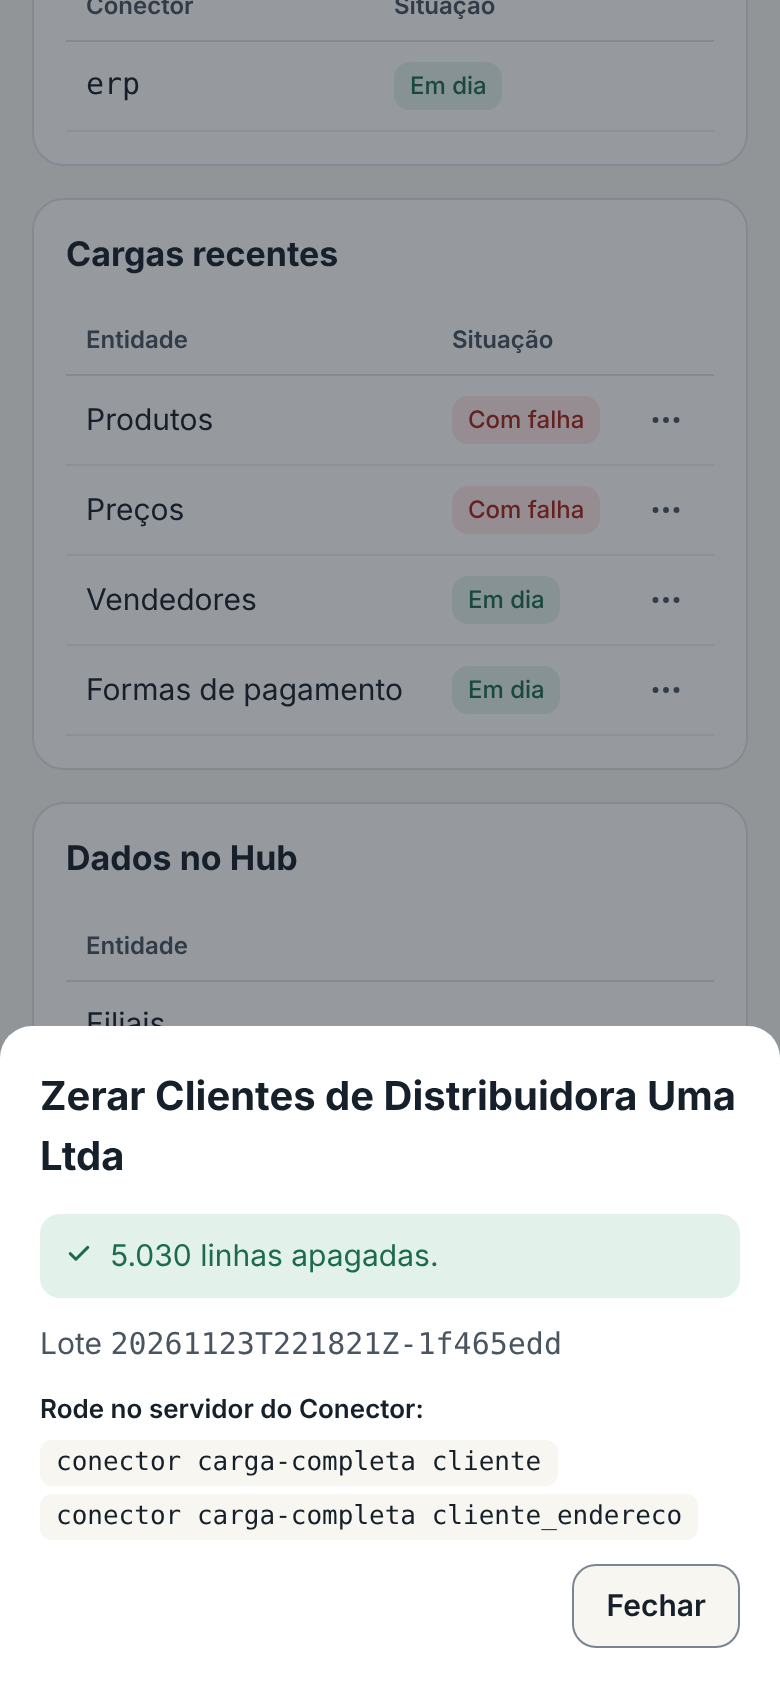 Conector Situação
erp Em dia
Cargas recentes
Entidade Situação
Produtos Com falha
Preços Com falha
Vendedores Em dia
Formas de pagamento Em dia
Dados no Hub
Entidade
Filiais
Zerar Clientes de Distribuidora Uma
Ltda
5.030 linhas apagadas.
Lote 20261123T221821Z-1f465edd
Rode no servidor do Conector:
conector carga-completa cliente
conector carga-completa cliente_endereco
Fechar